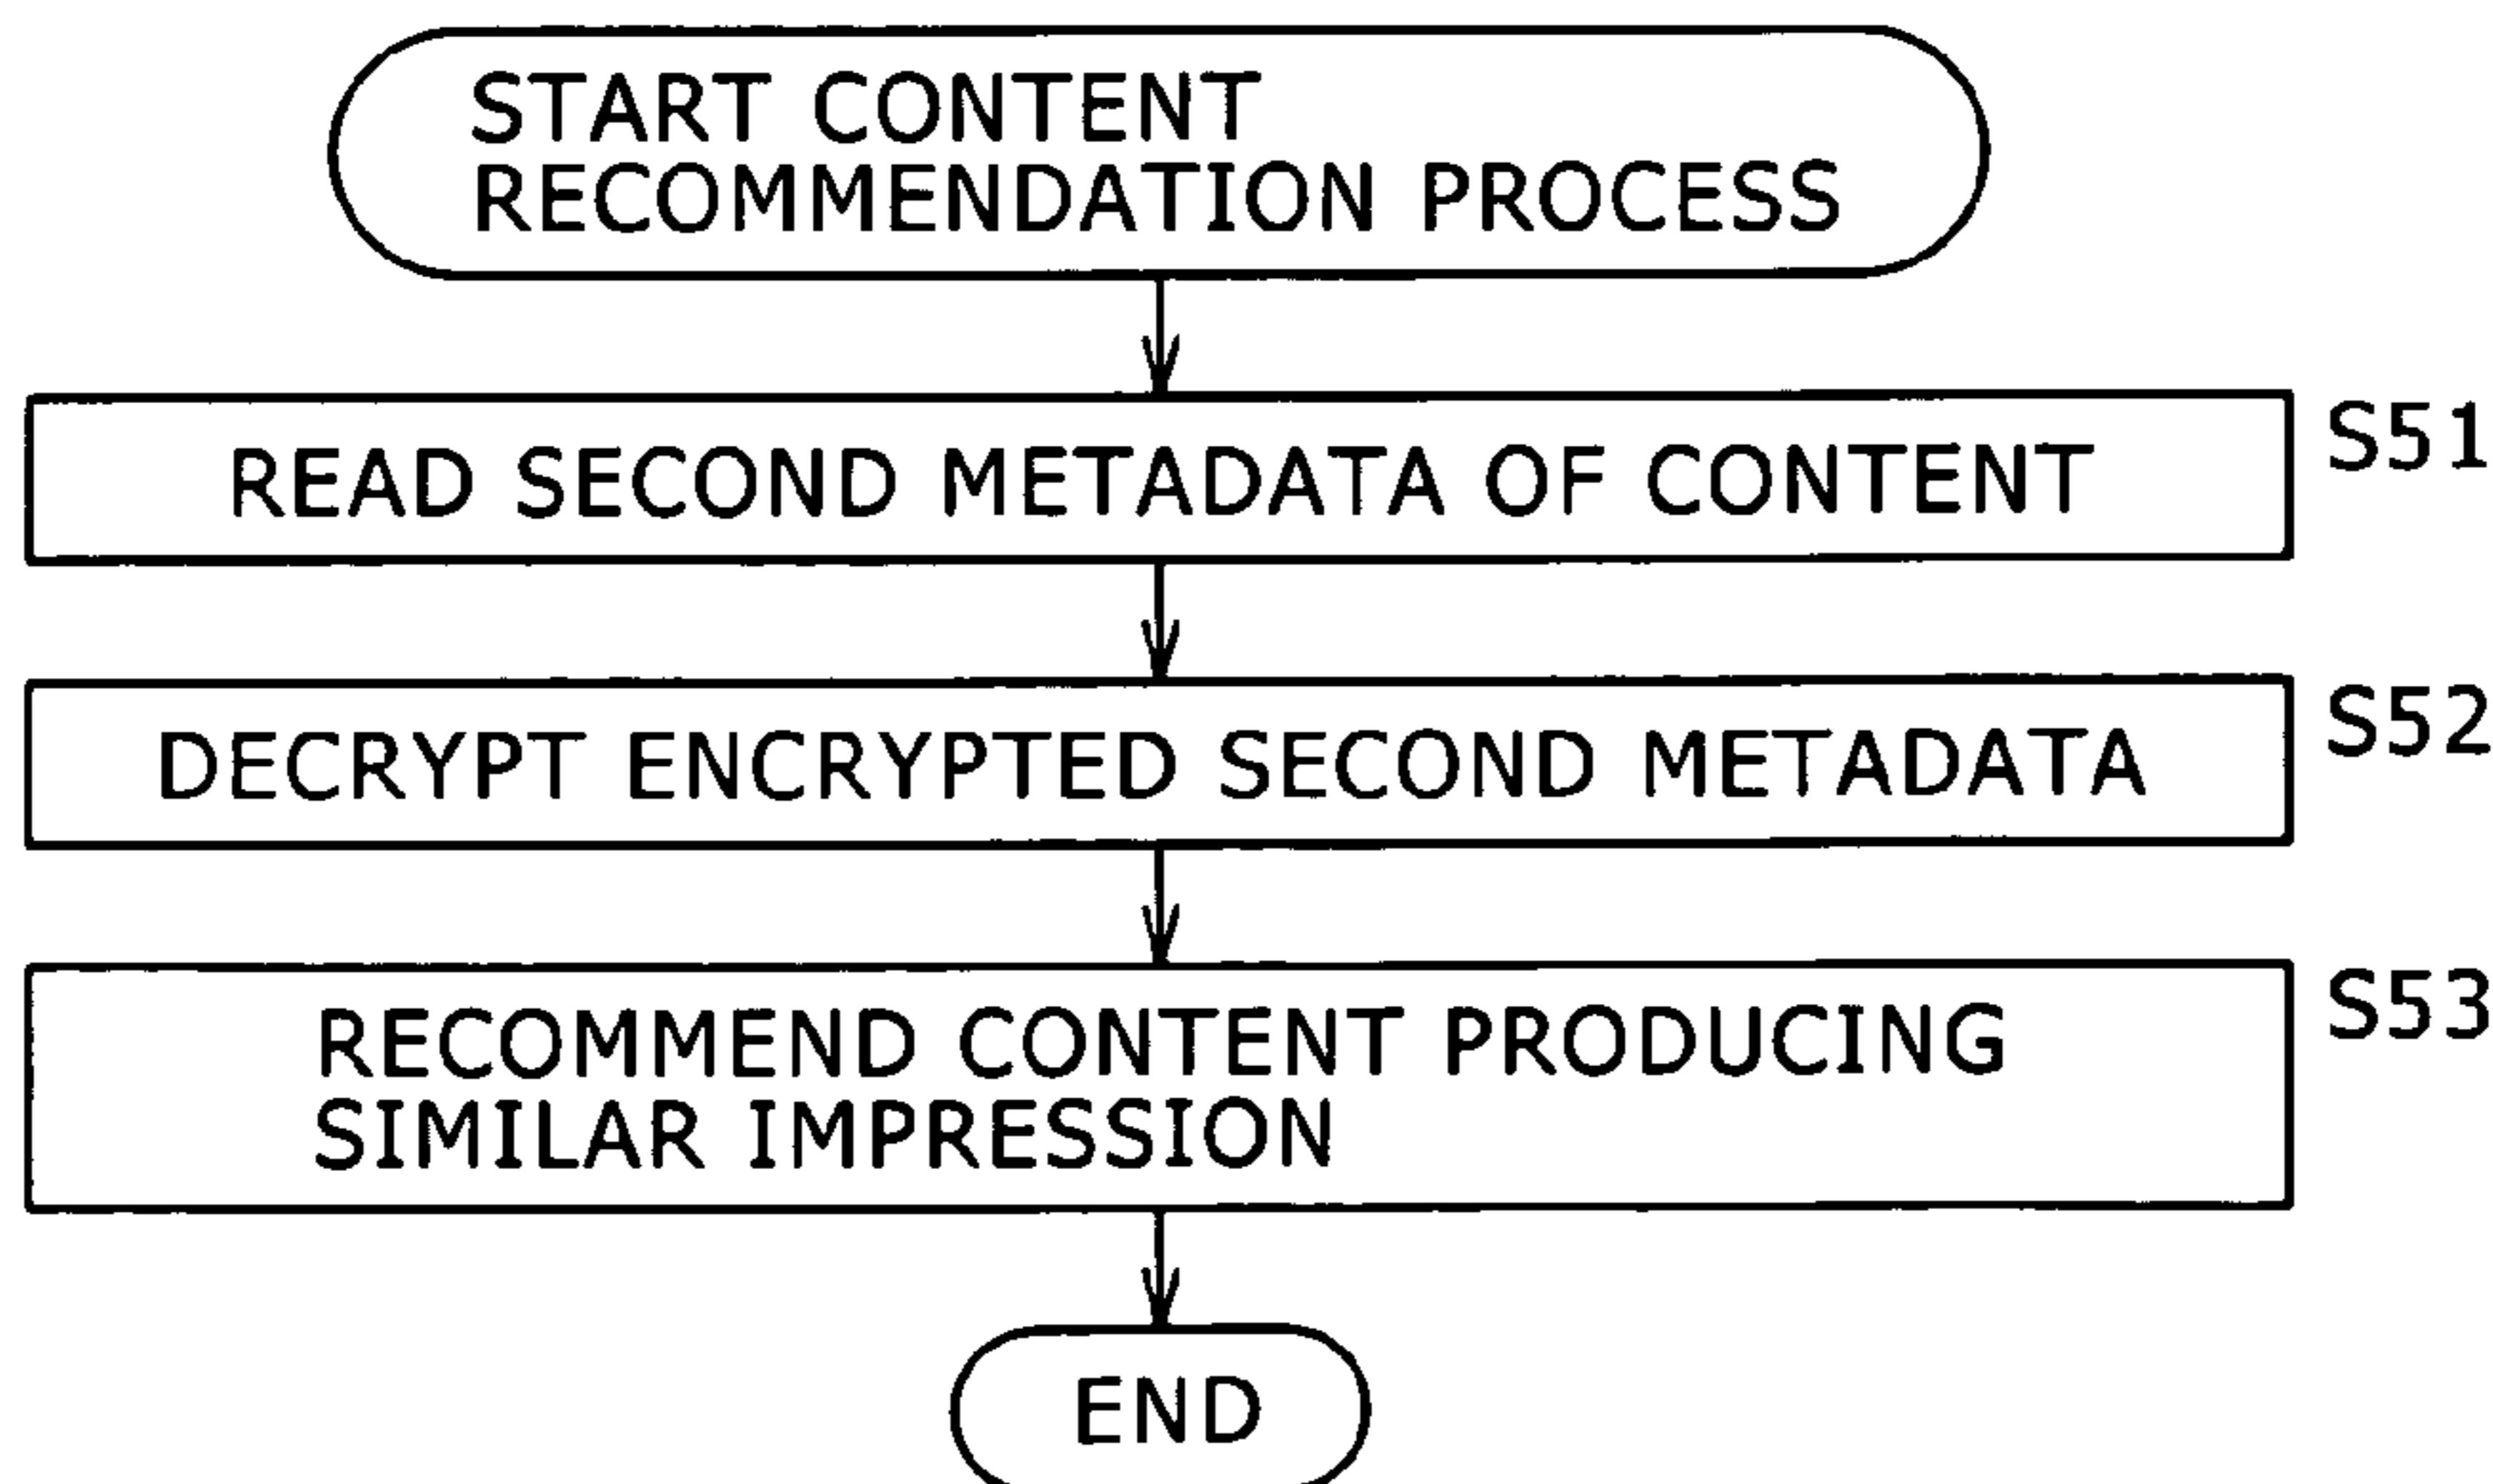 START CONTENT
RECOMMENDATION PROCESS
READ SECOND METADATA OF CONTENT
S51
DECRYPT ENCRYPTED SECOND METADATA
S52
RECOMMEND CONTENT PRODUCING
SIMILAR IMPRESSION
S53
END